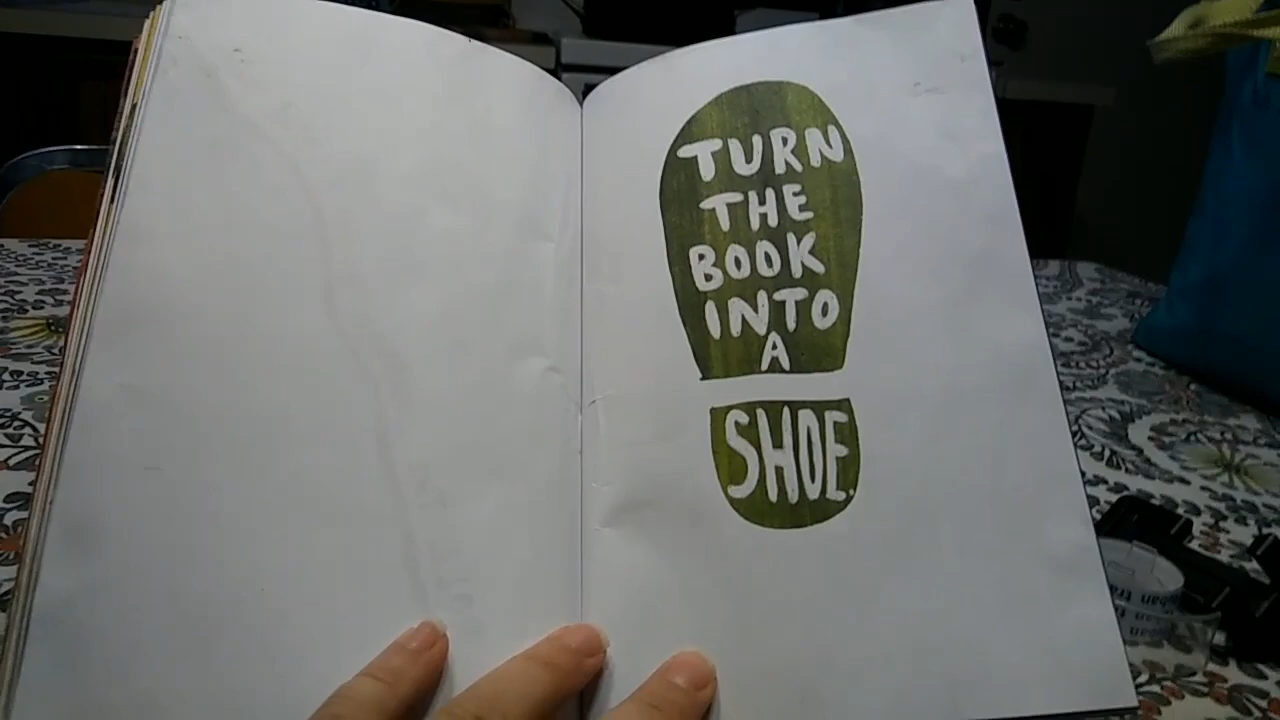 TURN
THE
BOOK
INTO
A
SHOE.